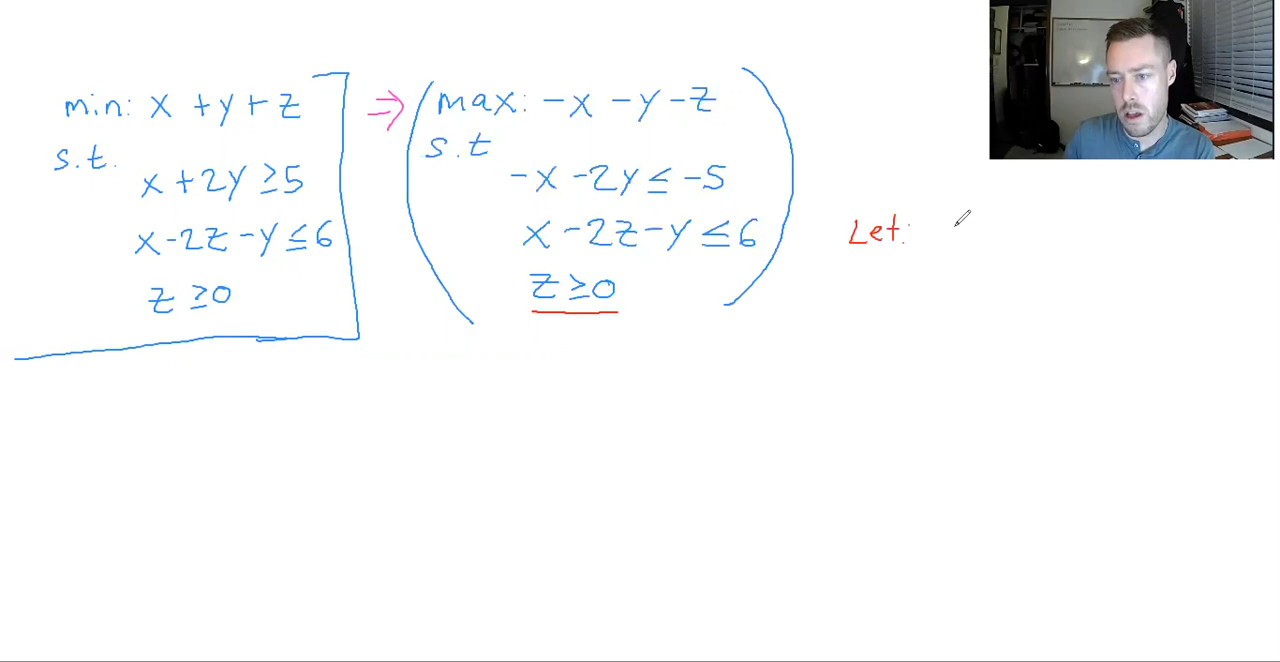 min: x + y + z
s.t.
x + 2y ≥ 5
x - 2z - y ≤ 6
z ≥ 0
⇒
max: -x - y - z
s.t
-x - 2y ≤ -5
x - 2z - y ≤ 6
z ≥ 0
Let: